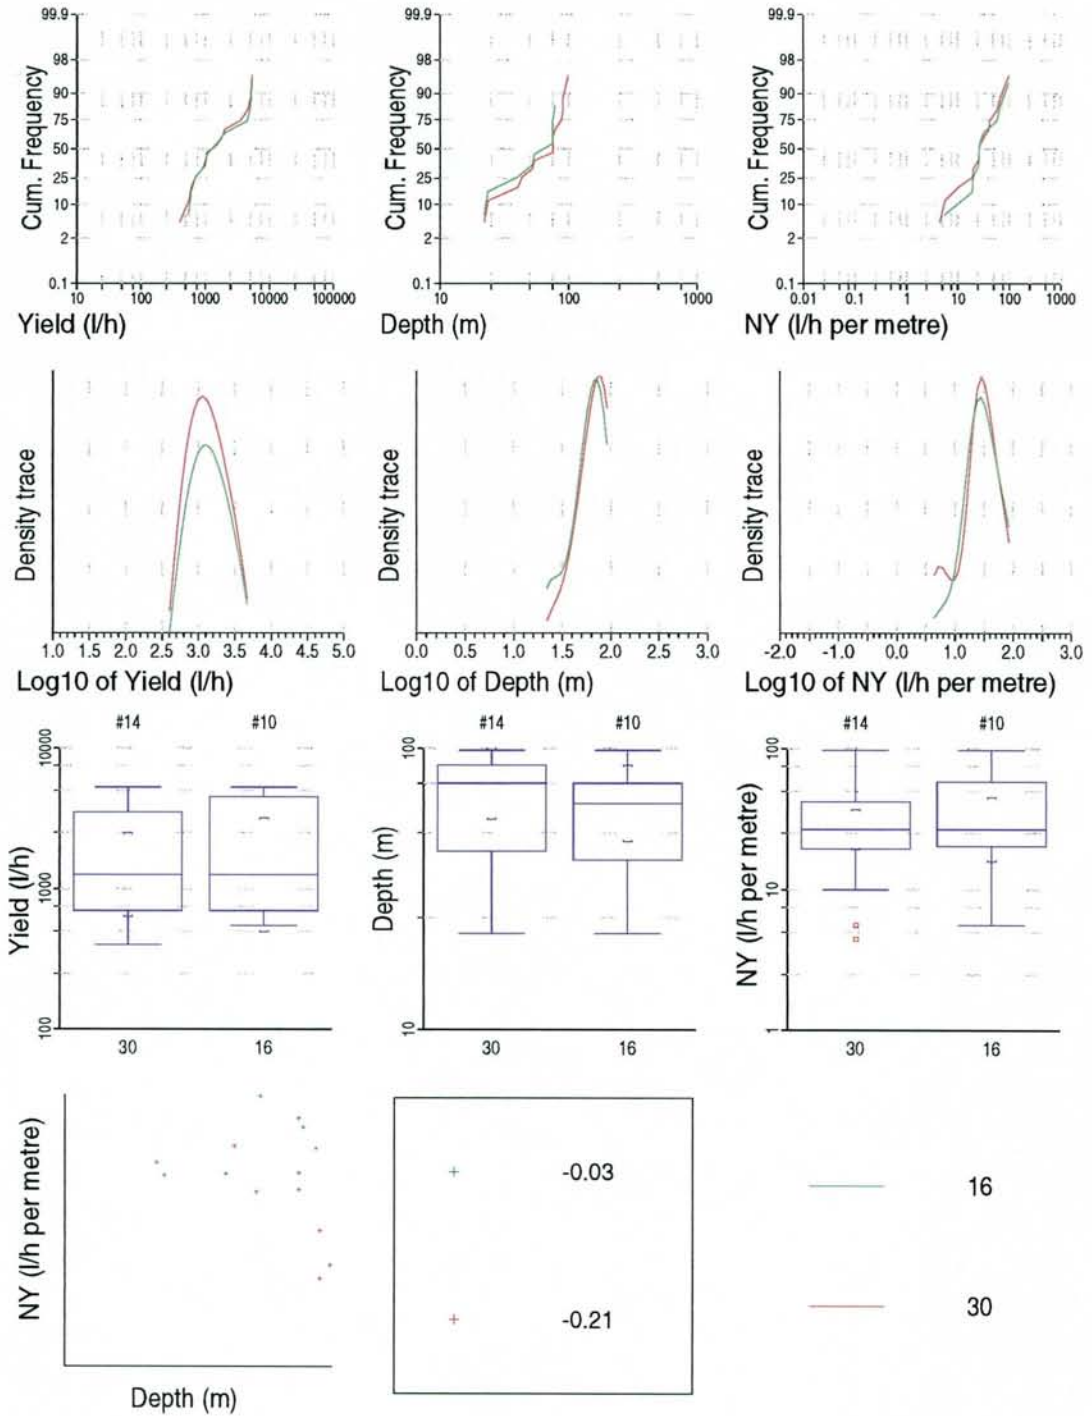 99.9 99.9 99.9
98 98 98
90 90 90
75 75 75
50 50 50
25 25 25
10 10 10
2 2 2
0.1 0.1 0.1
Cum. Frequency Cum. Frequency Cum. Frequency
10 100 1000 10000 100000 10 100 1000 0.01 0.1 1 10 100 1000
Yield (l/h) Depth (m) NY (l/h per metre)
Density trace Density trace Density trace
1.0 1.5 2.0 2.5 3.0 3.5 4.0 4.5 5.0 0.0 0.5 1.0 1.5 2.0 2.5 3.0 -2.0 -1.0 0.0 1.0 2.0 3.0
Log10 of Yield (l/h) Log10 of Depth (m) Log10 of NY (l/h per metre)
#14 #10 #14 #10 #14 #10
10000 100 100
1000 10
100 10 1
Yield (l/h) Depth (m) NY (l/h per metre)
30 16 30 16 30 16
NY (l/h per metre)
-0.03 16
-0.21 30
Depth (m)